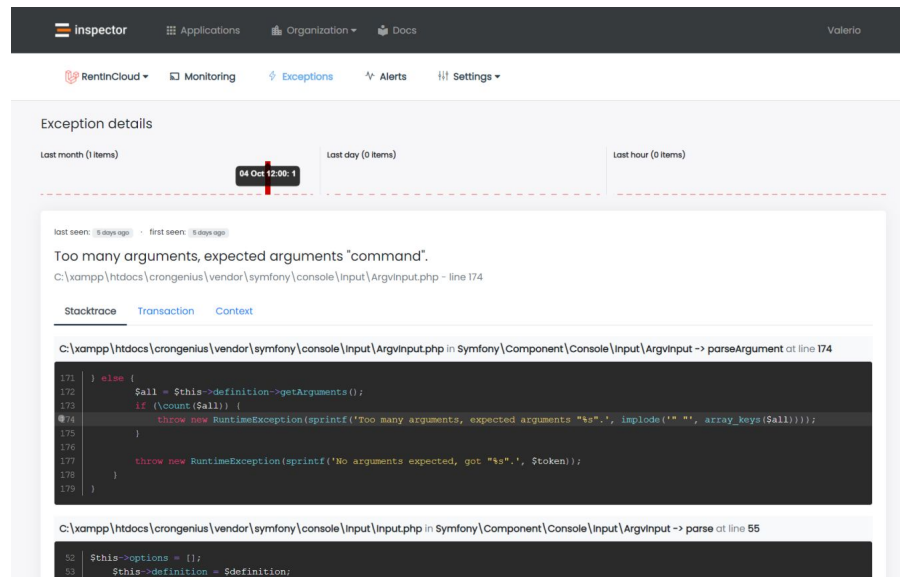 inspector Applications Organization Docs Valerio
RentInCloud Monitoring Exceptions Alerts Settings
Exception details
Last month (1 items) Last day (0 items) Last hour (0 items)
04 Oct 12:00: 1
last seen: 5 days ago - first seen: 5 days ago
Too many arguments, expected arguments "command".
C:\xampp\htdocs\crongenius\vendor\symfony\console\Input\ArgvInput.php - line 174
Stacktrace Transaction Context
C:\xampp\htdocs\crongenius\vendor\symfony\console\Input\ArgvInput.php in Symfony\Component\Console\Input\ArgvInput -> parseArgument at line 174
171 } else {
172 $all = $this->definition->getArguments();
173 if (\count($all)) {
174 throw new RuntimeException(sprintf('Too many arguments, expected arguments "%s".', implode('" "', array_keys($all))));
175 }
176
177 throw new RuntimeException(sprintf('No arguments expected, got "%s".', $token));
178 }
179 }
C:\xampp\htdocs\crongenius\vendor\symfony\console\Input\Input.php in Symfony\Component\Console\Input\ArgvInput -> parse at line 55
52 $this->options = [];
53 $this->definition = $definition;